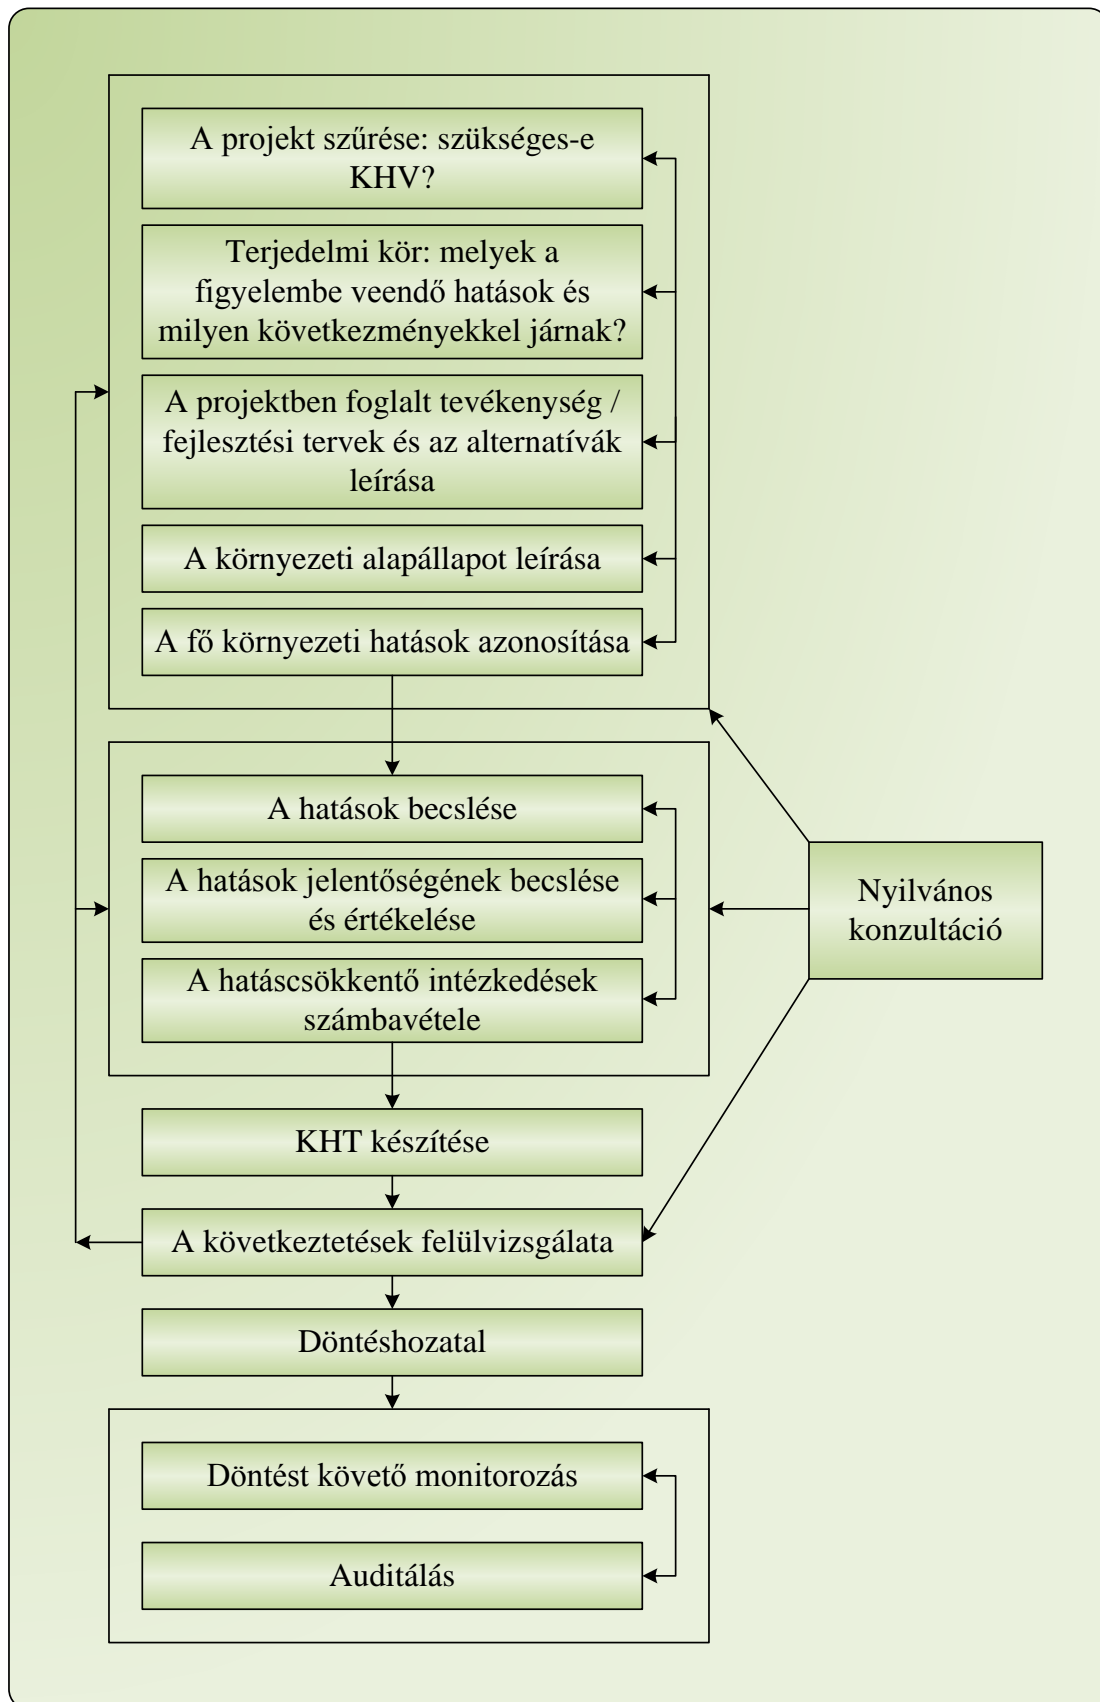 A projekt szűrése: szükséges-e
KHV?
Terjedelmi kör: melyek a
figyelembe veendő hatások és
milyen következményekkel járnak?
A projektben foglalt tevékenység /
fejlesztési tervek és az alternatívák
leírása
A környezeti alapállapot leírása
A fő környezeti hatások azonosítása
A hatások becslése
A hatások jelentőségének becslése
és értékelése
A hatáscsökkentő intézkedések
számbavétele
Nyilvános
konzultáció
KHT készítése
A következtetések felülvizsgálata
Döntéshozatal
Döntést követő monitorozás
Auditálás